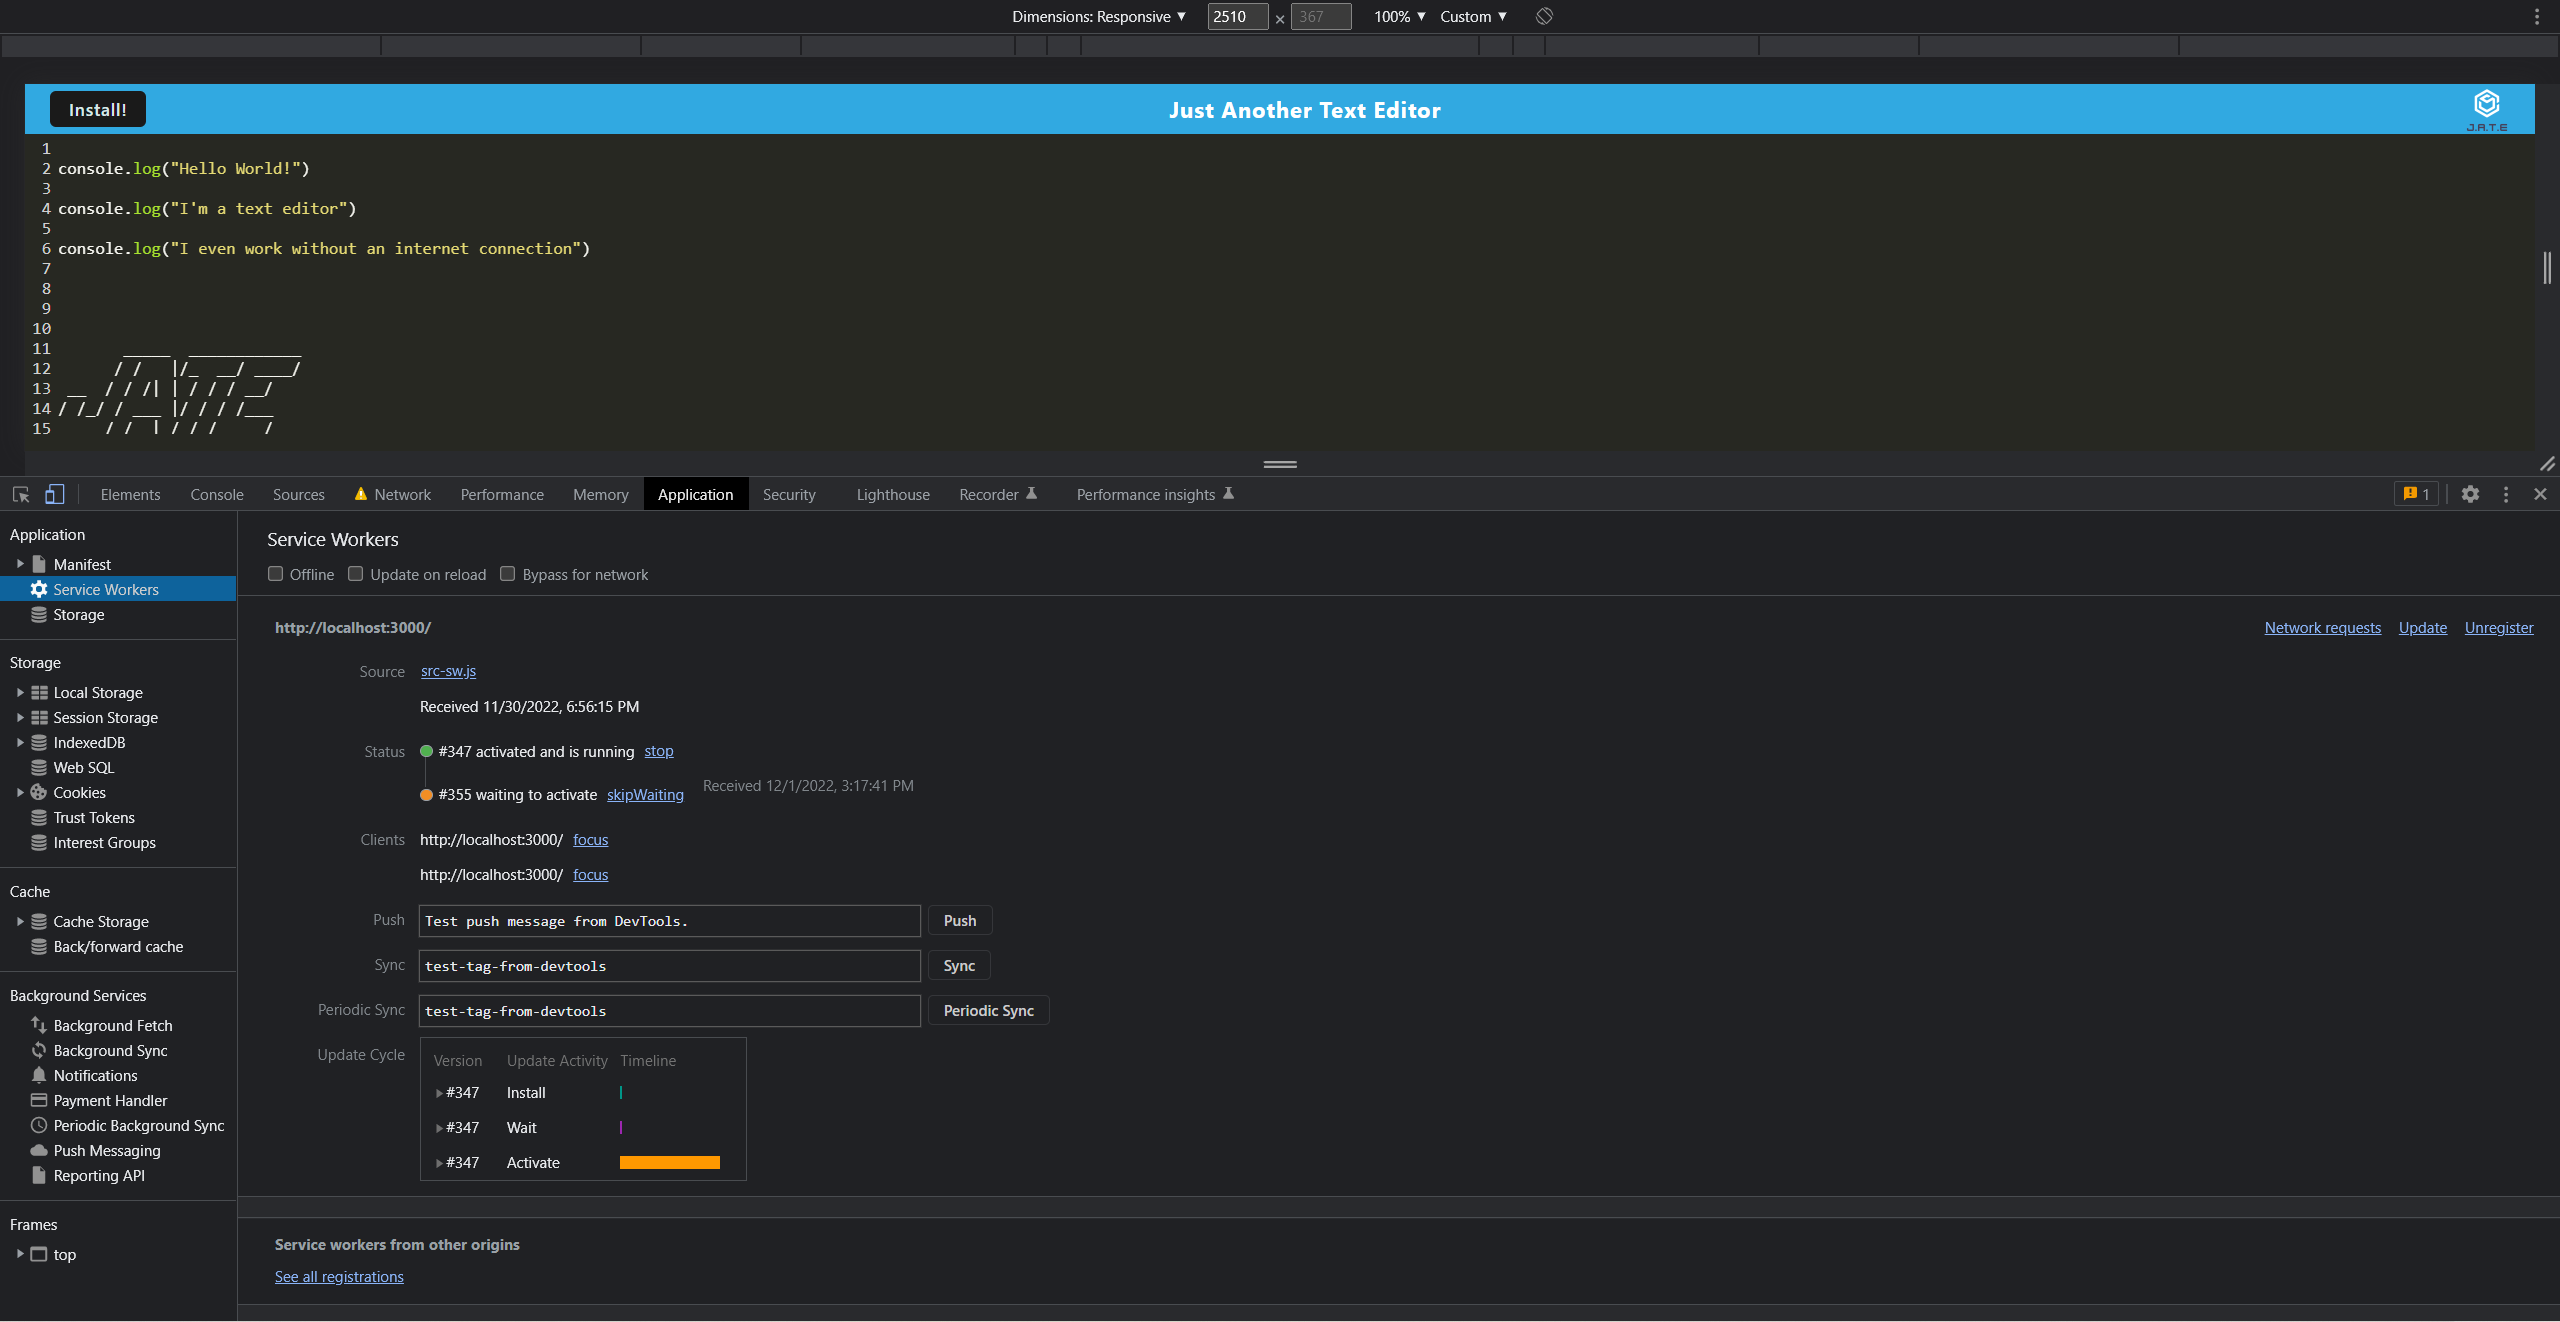 Dimensions: Responsive ▼ 2510 × 367 100% ▼ Custom ▼
Install! Just Another Text Editor J.A.T.E
1
2 console.log("Hello World!")
3
4 console.log("I'm a text editor")
5
6 console.log("I even work without an internet connection")
7
8
9
10
11        _____  ____________
12       / /   |/_  __/ ____/
13  __  / / /| | / / / __/
14 / /_/ / ___ |/ / / /___
15      / /  | / / /     /
Elements Console Sources Network Performance Memory Application Security Lighthouse Recorder Performance insights 1
Application
Manifest
Service Workers
Storage
Storage
Local Storage
Session Storage
IndexedDB
Web SQL
Cookies
Trust Tokens
Interest Groups
Cache
Cache Storage
Back/forward cache
Background Services
Background Fetch
Background Sync
Notifications
Payment Handler
Periodic Background Sync
Push Messaging
Reporting API
Frames
top
Service Workers
Offline Update on reload Bypass for network
http://localhost:3000/ Network requests Update Unregister
Source src-sw.js
Received 11/30/2022, 6:56:15 PM
Status #347 activated and is running stop
#355 waiting to activate skipWaiting Received 12/1/2022, 3:17:41 PM
Clients http://localhost:3000/ focus
http://localhost:3000/ focus
Push Test push message from DevTools. Push
Sync test-tag-from-devtools Sync
Periodic Sync test-tag-from-devtools Periodic Sync
Update Cycle Version Update Activity Timeline
#347 Install
#347 Wait
#347 Activate
Service workers from other origins
See all registrations